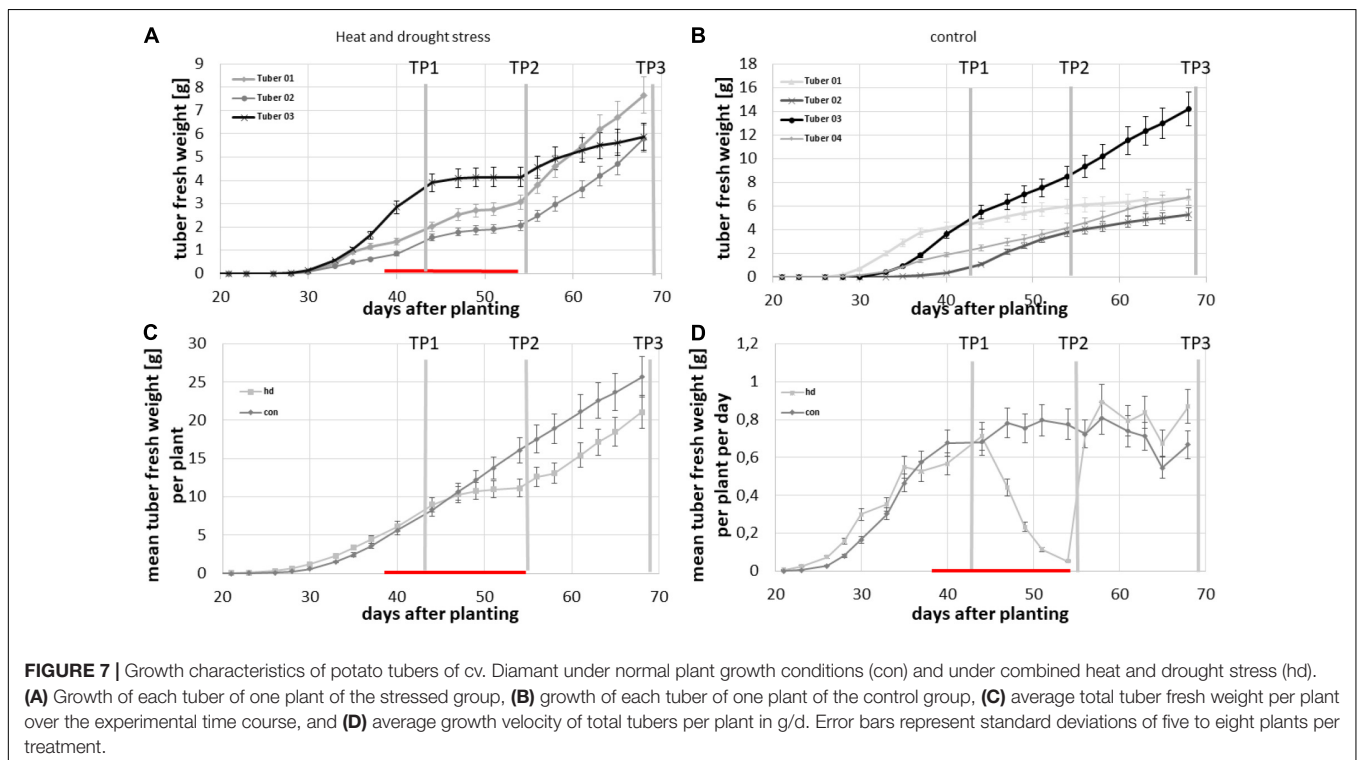 A Heat and drought stress
tuber fresh weight [g]
9
8
7
6
5
4
3
2
1
0
Tuber 01
Tuber 02
Tuber 03
TP1 TP2 TP3
20 30 40 50 60 70
days after planting
B control
tuber fresh weight [g]
18
16
14
12
10
8
6
4
2
0
Tuber 01
Tuber 02
Tuber 03
Tuber 04
TP1 TP2 TP3
20 30 40 50 60 70
days after planting
C
mean tuber fresh weight [g]
per plant
30
25
20
15
10
5
0
hd
con
TP1 TP2 TP3
20 30 40 50 60 70
days after planting
D
mean tuber fresh weight [g]
per plant per day
1,2
1
0,8
0,6
0,4
0,2
0
hd
con
TP1 TP2 TP3
20 30 40 50 60 70
days after planting
FIGURE 7 | Growth characteristics of potato tubers of cv. Diamant under normal plant growth conditions (con) and under combined heat and drought stress (hd).
(A) Growth of each tuber of one plant of the stressed group, (B) growth of each tuber of one plant of the control group, (C) average total tuber fresh weight per plant
over the experimental time course, and (D) average growth velocity of total tubers per plant in g/d. Error bars represent standard deviations of five to eight plants per
treatment.